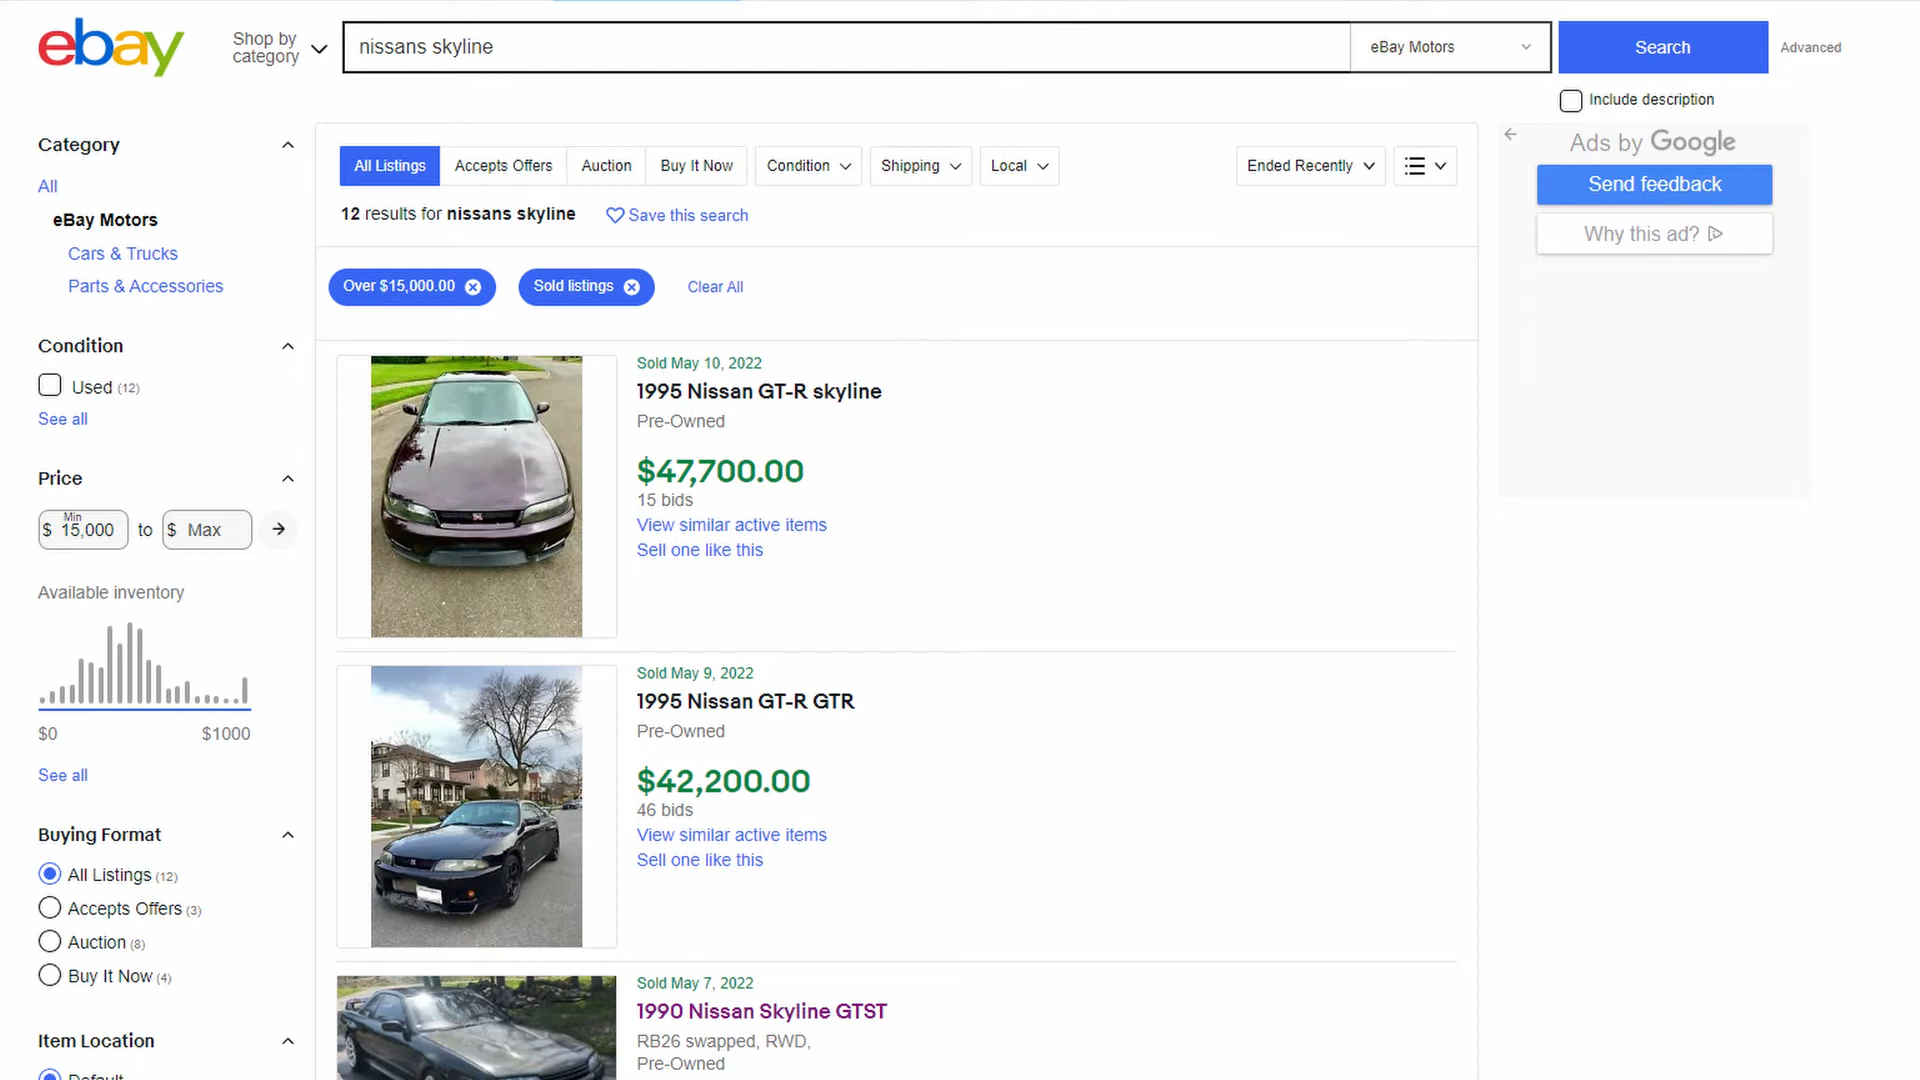 ebay
Shop by
category
nissans skyline
eBay Motors
Search
Advanced
Include description
Category
All
eBay Motors
Cars & Trucks
Parts & Accessories
Condition
Used (12)
See all
Price
$ Min 15,000 to $ Max
Available inventory
$0 $1000
See all
Buying Format
All Listings (12)
Accepts Offers (3)
Auction (8)
Buy It Now (4)
Item Location
Default
All Listings
Accepts Offers
Auction
Buy It Now
Condition
Shipping
Local
Ended Recently
12 results for nissans skyline
Save this search
Over $15,000.00
Sold listings
Clear All
Sold May 10, 2022
1995 Nissan GT-R skyline
Pre-Owned
$47,700.00
15 bids
View similar active items
Sell one like this
Sold May 9, 2022
1995 Nissan GT-R GTR
Pre-Owned
$42,200.00
46 bids
View similar active items
Sell one like this
Sold May 7, 2022
1990 Nissan Skyline GTST
RB26 swapped, RWD,
Pre-Owned
Ads by Google
Send feedback
Why this ad?